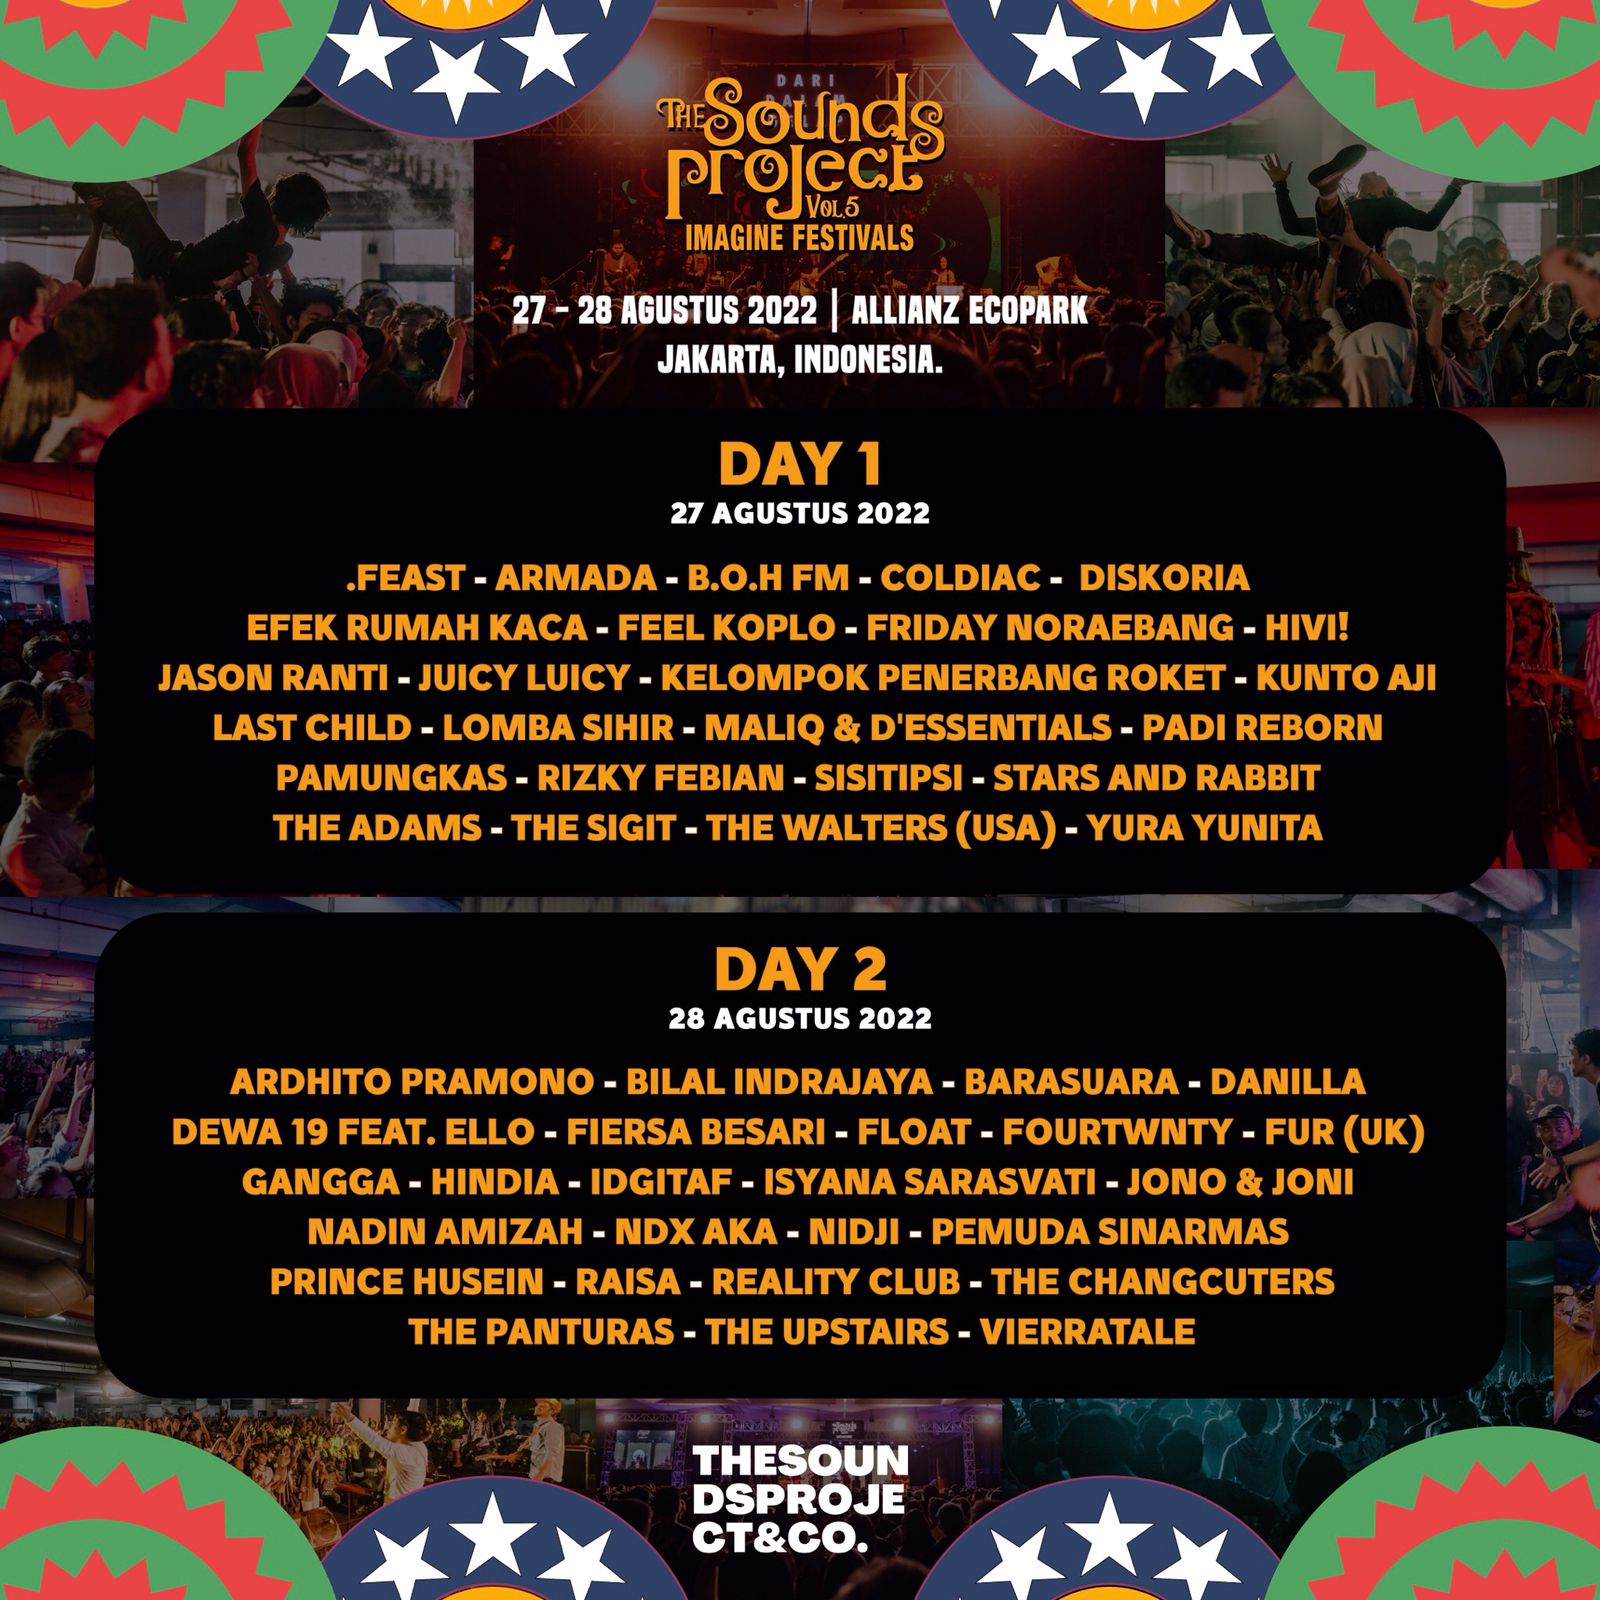 THE Sounds
project
VOL.5
IMAGINE FESTIVALS
27 - 28 AGUSTUS 2022 | ALLIANZ ECOPARK
JAKARTA, INDONESIA.
DAY 1
27 AGUSTUS 2022
.FEAST - ARMADA - B.O.H FM - COLDIAC - DISKORIA
EFEK RUMAH KACA - FEEL KOPLO - FRIDAY NORAEBANG - HIVI!
JASON RANTI - JUICY LUICY - KELOMPOK PENERBANG ROKET - KUNTO AJI
LAST CHILD - LOMBA SIHIR - MALIQ & D'ESSENTIALS - PADI REBORN
PAMUNGKAS - RIZKY FEBIAN - SISITIPSI - STARS AND RABBIT
THE ADAMS - THE SIGIT - THE WALTERS (USA) - YURA YUNITA
DAY 2
28 AGUSTUS 2022
ARDHITO PRAMONO - BILAL INDRAJAYA - BARASUARA - DANILLA
DEWA 19 FEAT. ELLO - FIERSA BESARI - FLOAT - FOURTWNTY - FUR (UK)
GANGGA - HINDIA - IDGITAF - ISYANA SARASVATI - JONO & JONI
NADIN AMIZAH - NDX AKA - NIDJI - PEMUDA SINARMAS
PRINCE HUSEIN - RAISA - REALITY CLUB - THE CHANGCUTERS
THE PANTURAS - THE UPSTAIRS - VIERRATALE
THESOUN
DSPROJE
CT&CO.